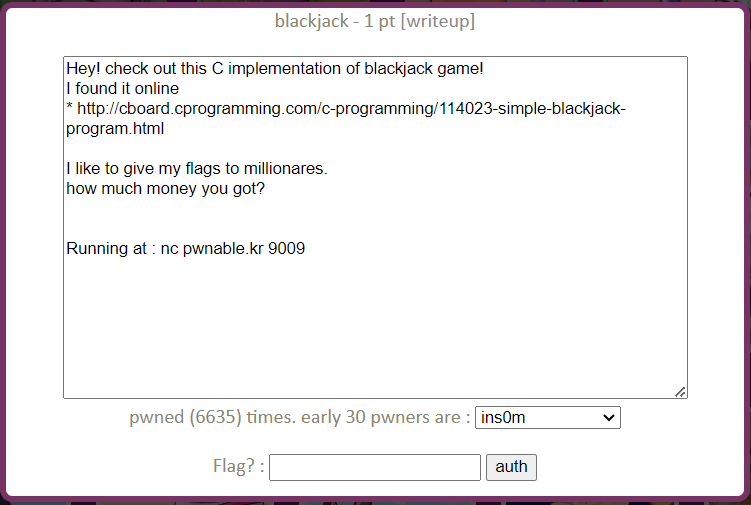 blackjack - 1 pt [writeup]
Hey! check out this C implementation of blackjack game!
I found it online
* http://cboard.cprogramming.com/c-programming/114023-simple-blackjack-
program.html
I like to give my flags to millionares.
how much money you got?
Running at : nc pwnable.kr 9009
pwned (6635) times. early 30 pwners are : ins0m
Flag? : auth